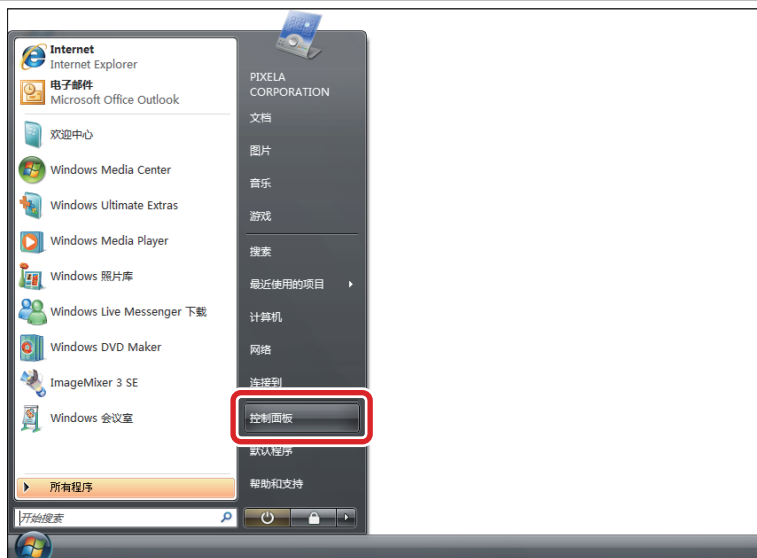 Internet
Internet Explorer
电子邮件
Microsoft Office Outlook
欢迎中心
Windows Media Center
Windows Ultimate Extras
Windows Media Player
Windows 照片库
Windows Live Messenger 下载
Windows DVD Maker
ImageMixer 3 SE
Windows 会议室
所有程序
开始搜索
PIXELA
CORPORATION
文档
图片
音乐
游戏
搜索
最近使用的项目
计算机
网络
连接到
控制面板
默认程序
帮助和支持